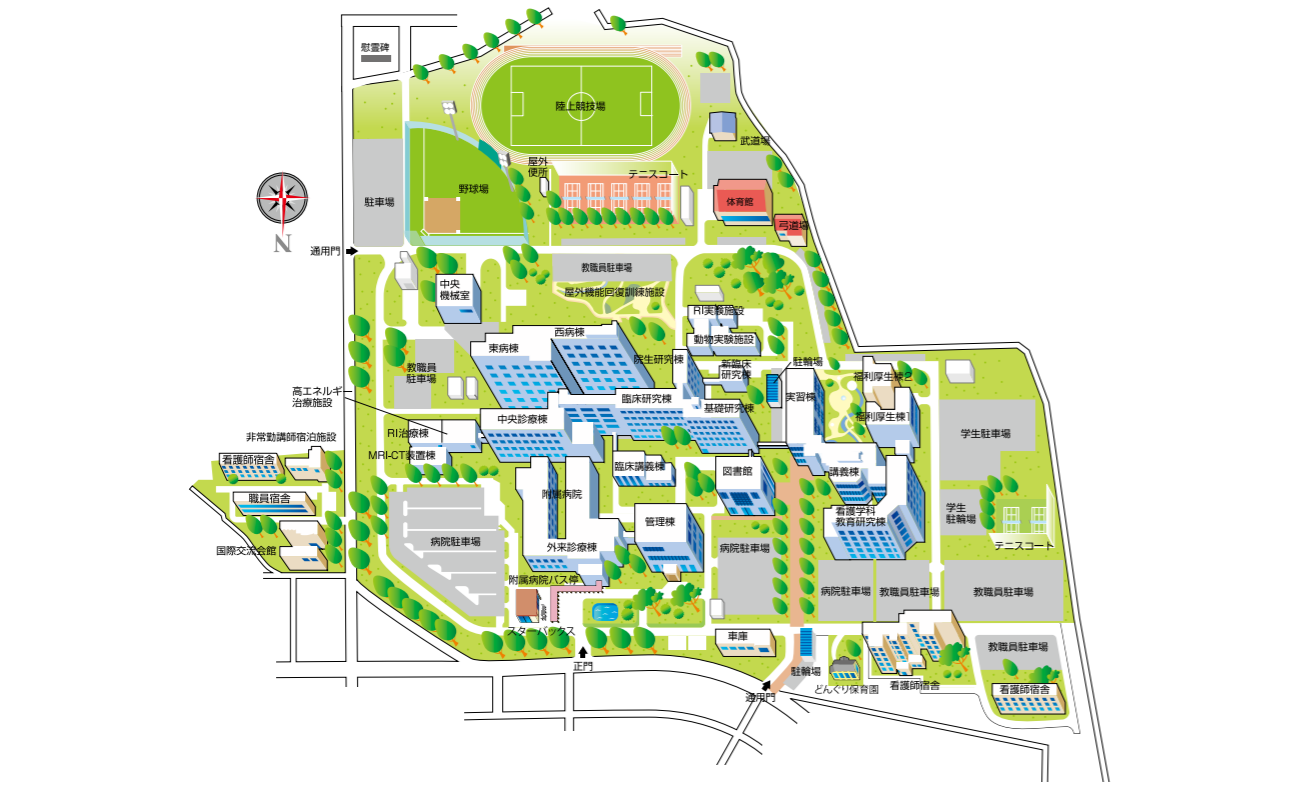 慰霊碑
陸上競技場
武道場
屋外
便所
テニスコート
野球場
駐車場
体育館
弓道場
N
通用門
教職員駐車場
中央
機械室
屋外機能回復訓練施設
RI実験施設
西病棟
動物実験施設
東病棟
院生研究棟
新臨床
研究棟
駐輪場
教職員
駐車場
福利厚生棟2
高エネルギ
治療施設
臨床研究棟
実習棟
基礎研究棟
福利厚生棟1
中央診療棟
RI治療棟
学生駐車場
非常勤講師宿泊施設
MRI-CT装置棟
看護師宿舎
臨床講義棟
図書館
講義棟
職員宿舎
附属病院
学生
駐輪場
看護学科
教育研究棟
管理棟
テニスコート
国際交流会館
病院駐車場
外来診療棟
病院駐車場
附属病院バス停
病院駐車場
教職員駐車場
教職員駐車場
スターバックス
車庫
教職員駐車場
正門
駐輪場
どんぐり保育園
看護師宿舎
看護師宿舎
通用門